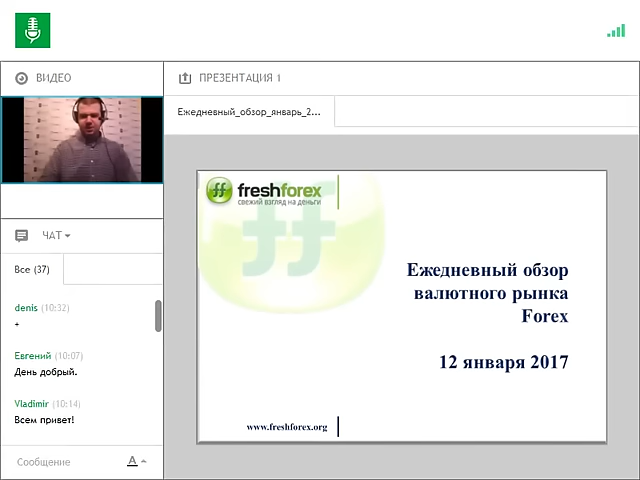 ВИДЕО
ПРЕЗЕНТАЦИЯ 1
Ежедневный_обзор_январь_2...
freshforex
свежий взгляд на деньги
Ежедневный обзор
валютного рынка
Forex
12 января 2017
www.freshforex.org
ЧАТ
Все (37)
denis (10:32)
+
Евгений (10:07)
День добрый.
Vladimir (10:14)
Всем привет!
Сообщение
A